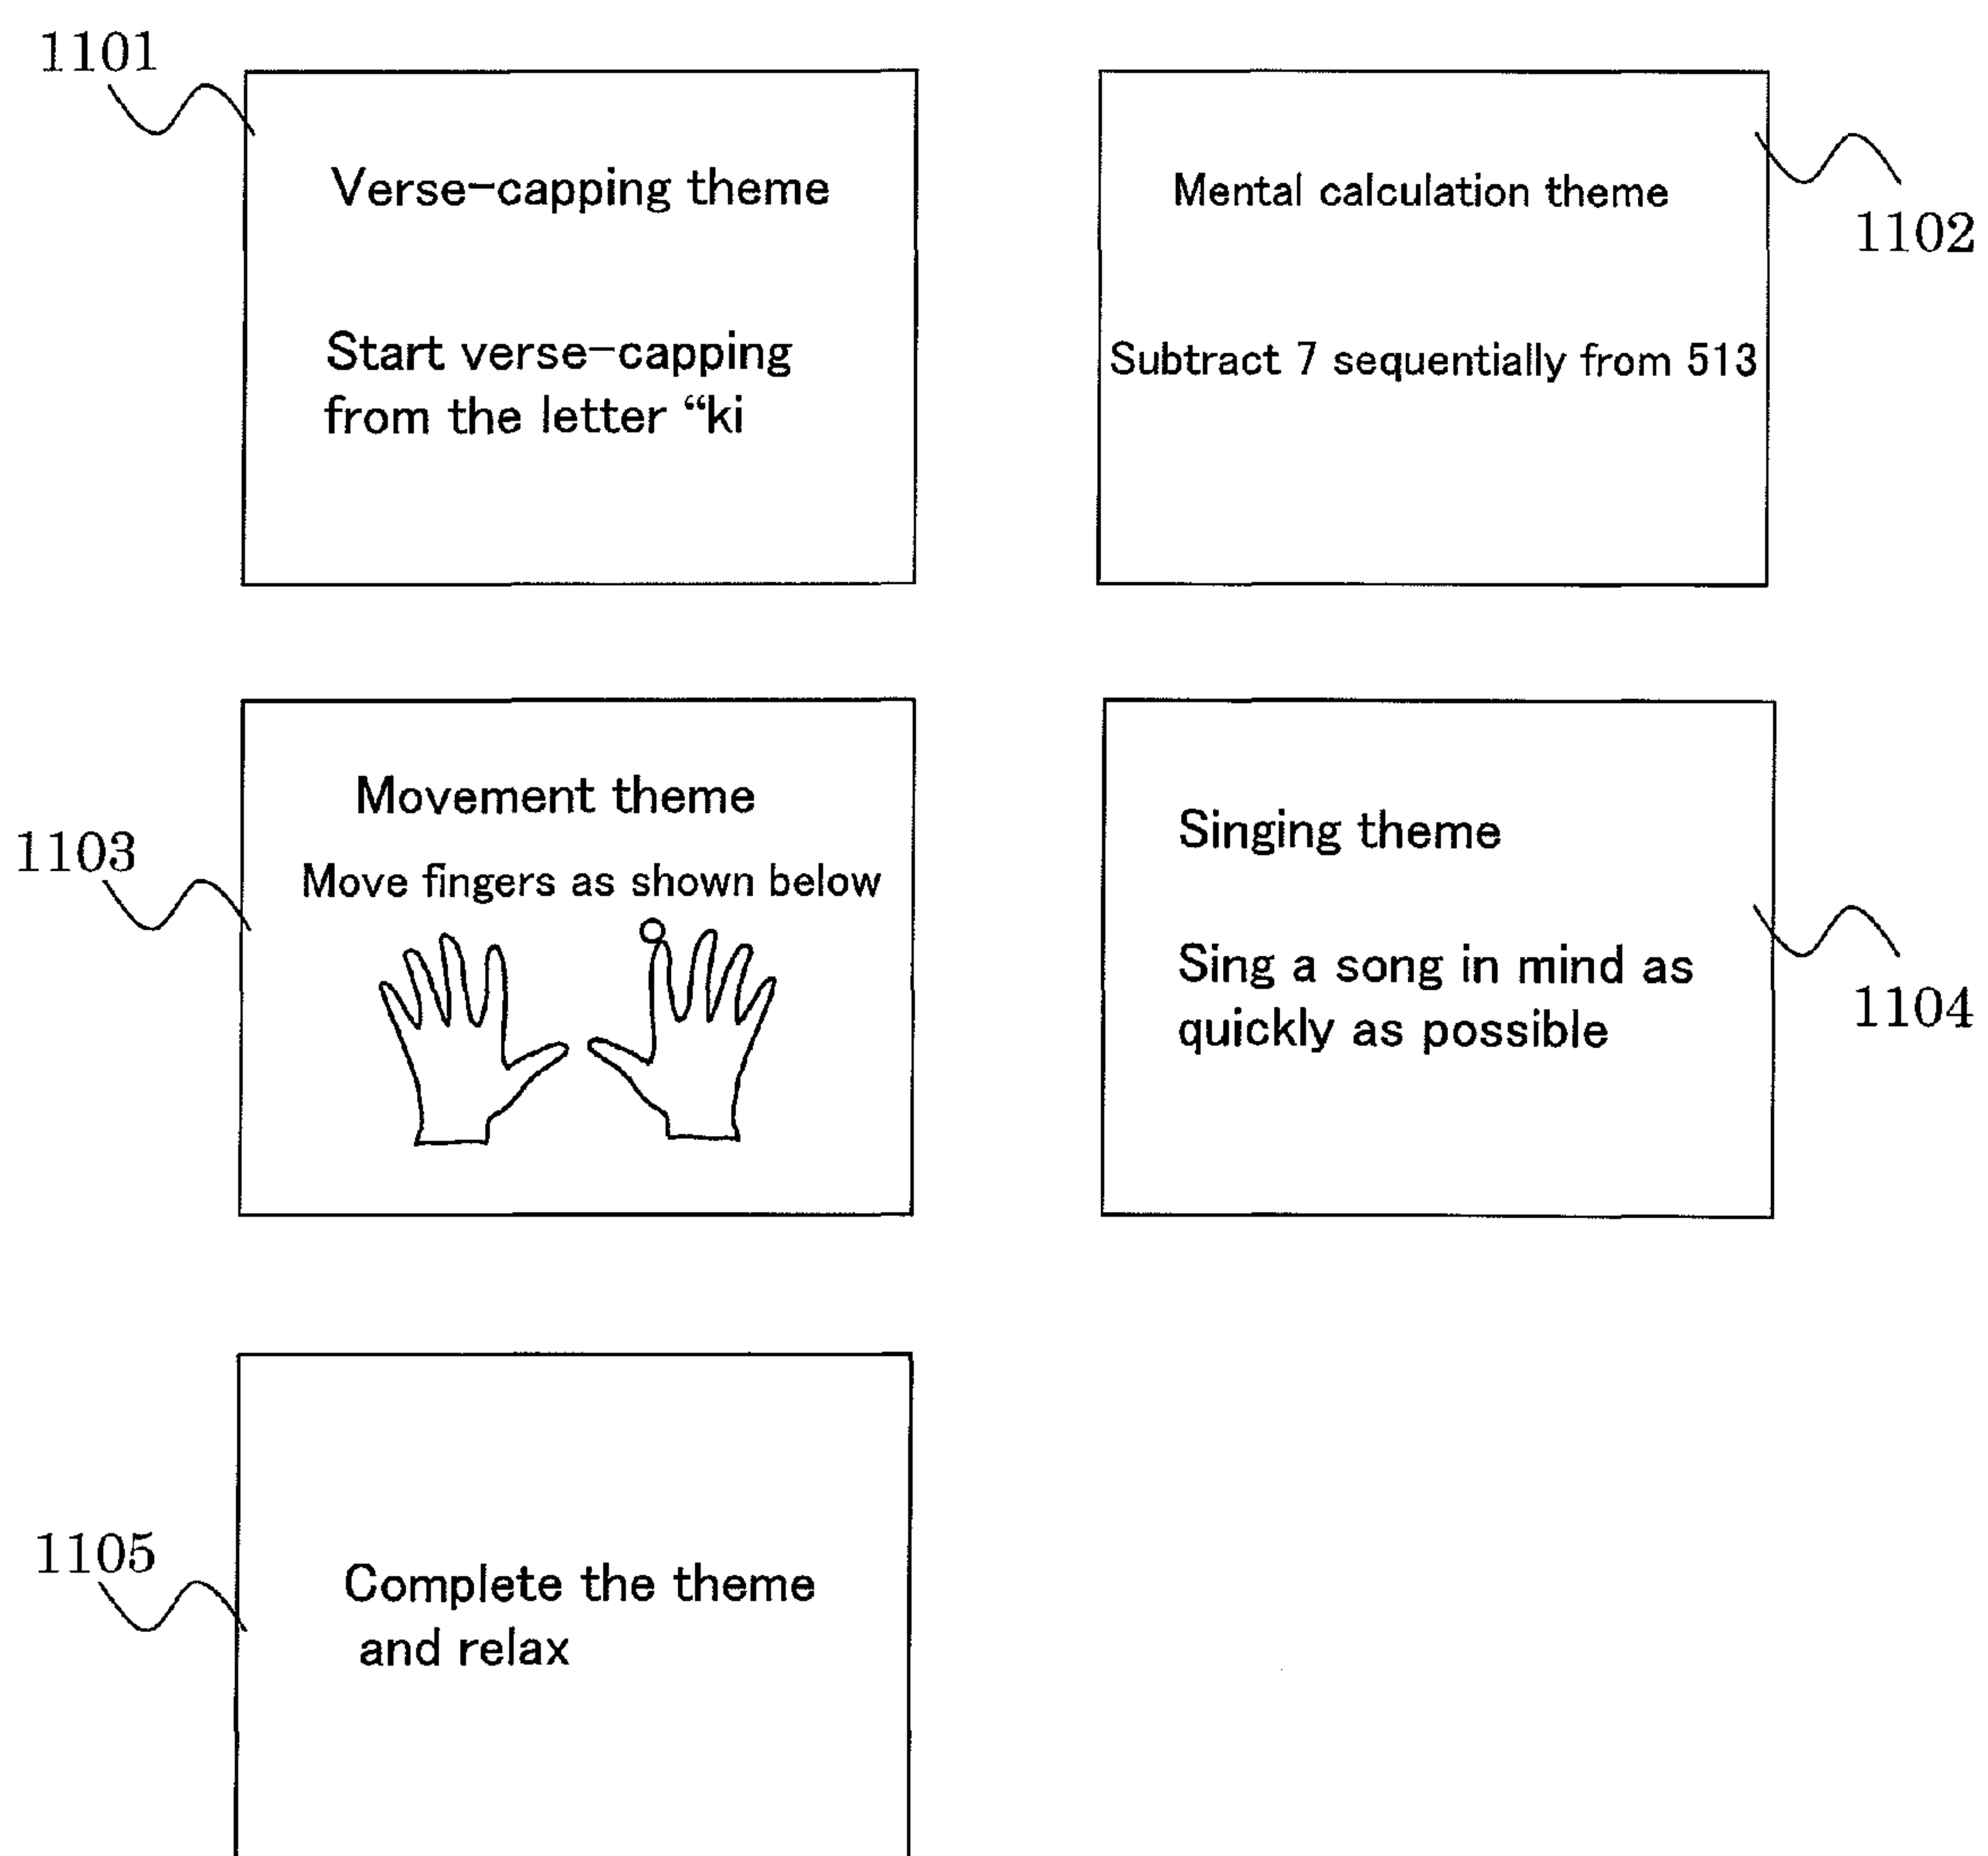 1101
Verse-capping theme
Start verse-capping
from the letter “ki
1102
Mental calculation theme
Subtract 7 sequentially from 513
1103
Movement theme
Move fingers as shown below
1104
Singing theme
Sing a song in mind as
quickly as possible
1105
Complete the theme
and relax